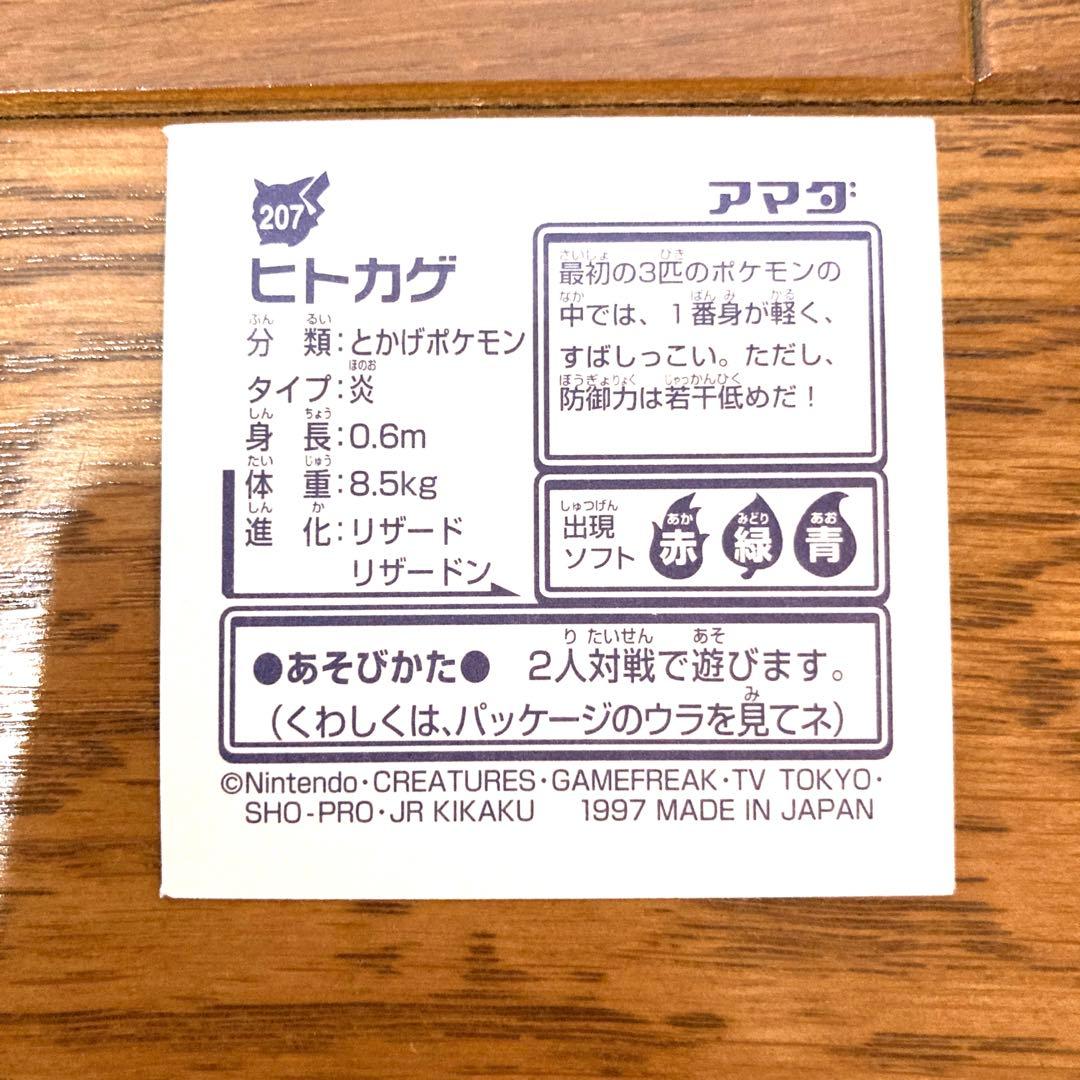 207
アマダ
ヒトカゲ
分類：とかげポケモン
タイプ：炎
身長：0.6m
体重：8.5kg
進化：リザード
リザードン
最初の3匹のポケモンの
中では、1番身が軽く、
すばしっこい。ただし、
防御力は若干低めだ！
出現
ソフト
赤 緑 青
●あそびかた● 2人対戦で遊びます。
（くわしくは、パッケージのウラを見てネ）
©Nintendo・CREATURES・GAMEFREAK・TV TOKYO・
SHO-PRO・JR KIKAKU 1997 MADE IN JAPAN